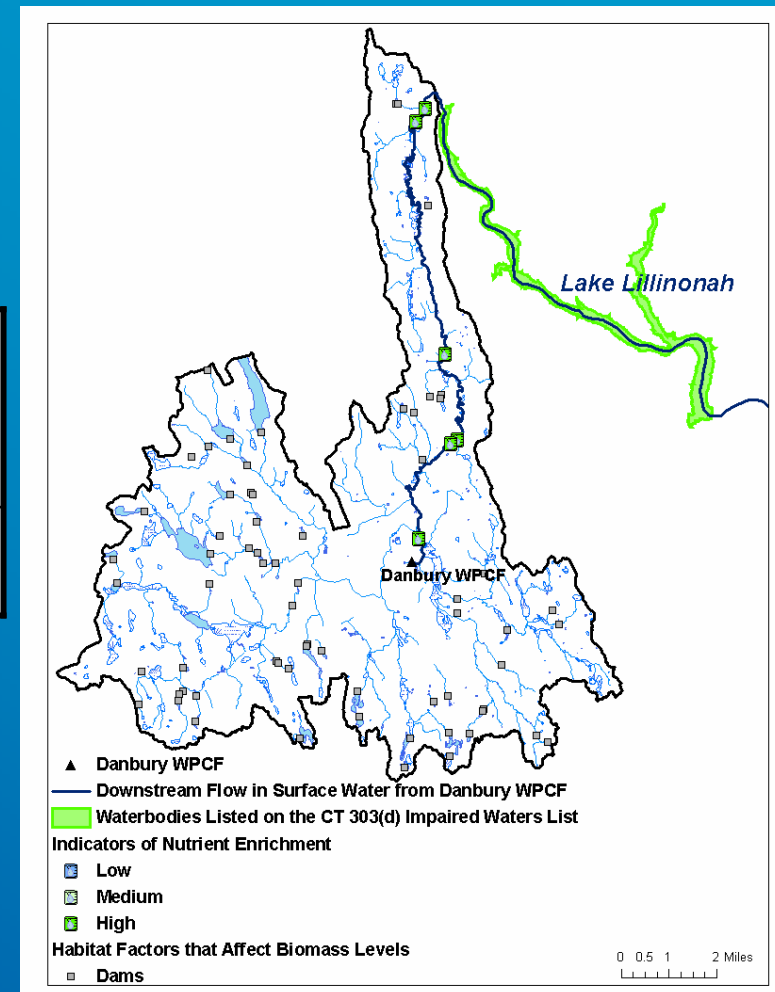 Lake Lillinonah
Danbury WPCF
Danbury WPCF
Downstream Flow in Surface Water from Danbury WPCF
Waterbodies Listed on the CT 303(d) Impaired Waters List
Indicators of Nutrient Enrichment
Low
Medium
High
Habitat Factors that Affect Biomass Levels
Dams
0 0.5 1 2 Miles